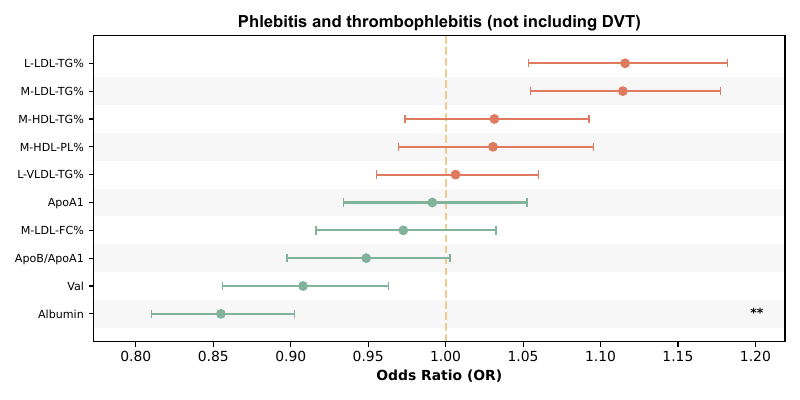 Phlebitis and thrombophlebitis (not including DVT)
L-LDL-TG%
M-LDL-TG%
M-HDL-TG%
M-HDL-PL%
L-VLDL-TG%
ApoA1
M-LDL-FC%
ApoB/ApoA1
Val
Albumin **
0.80 0.85 0.90 0.95 1.00 1.05 1.10 1.15 1.20
Odds Ratio (OR)